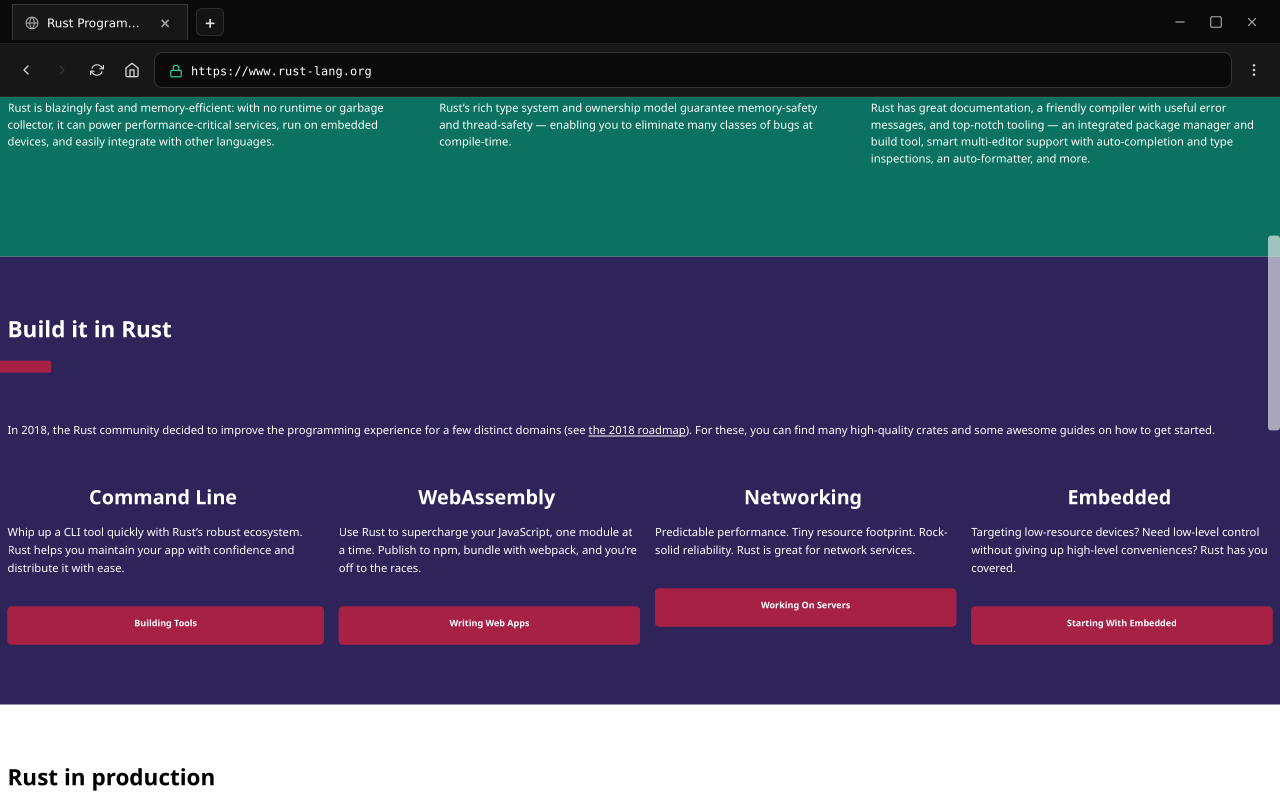 Rust Program...
https://www.rust-lang.org
Rust is blazingly fast and memory-efficient: with no runtime or garbage
collector, it can power performance-critical services, run on embedded
devices, and easily integrate with other languages.
Rust’s rich type system and ownership model guarantee memory-safety
and thread-safety — enabling you to eliminate many classes of bugs at
compile-time.
Rust has great documentation, a friendly compiler with useful error
messages, and top-notch tooling — an integrated package manager and
build tool, smart multi-editor support with auto-completion and type
inspections, an auto-formatter, and more.
Build it in Rust
In 2018, the Rust community decided to improve the programming experience for a few distinct domains (see the 2018 roadmap). For these, you can find many high-quality crates and some awesome guides on how to get started.
Command Line
Whip up a CLI tool quickly with Rust’s robust ecosystem.
Rust helps you maintain your app with confidence and
distribute it with ease.
Building Tools
WebAssembly
Use Rust to supercharge your JavaScript, one module at
a time. Publish to npm, bundle with webpack, and you’re
off to the races.
Writing Web Apps
Networking
Predictable performance. Tiny resource footprint. Rock-
solid reliability. Rust is great for network services.
Working On Servers
Embedded
Targeting low-resource devices? Need low-level control
without giving up high-level conveniences? Rust has you
covered.
Starting With Embedded
Rust in production